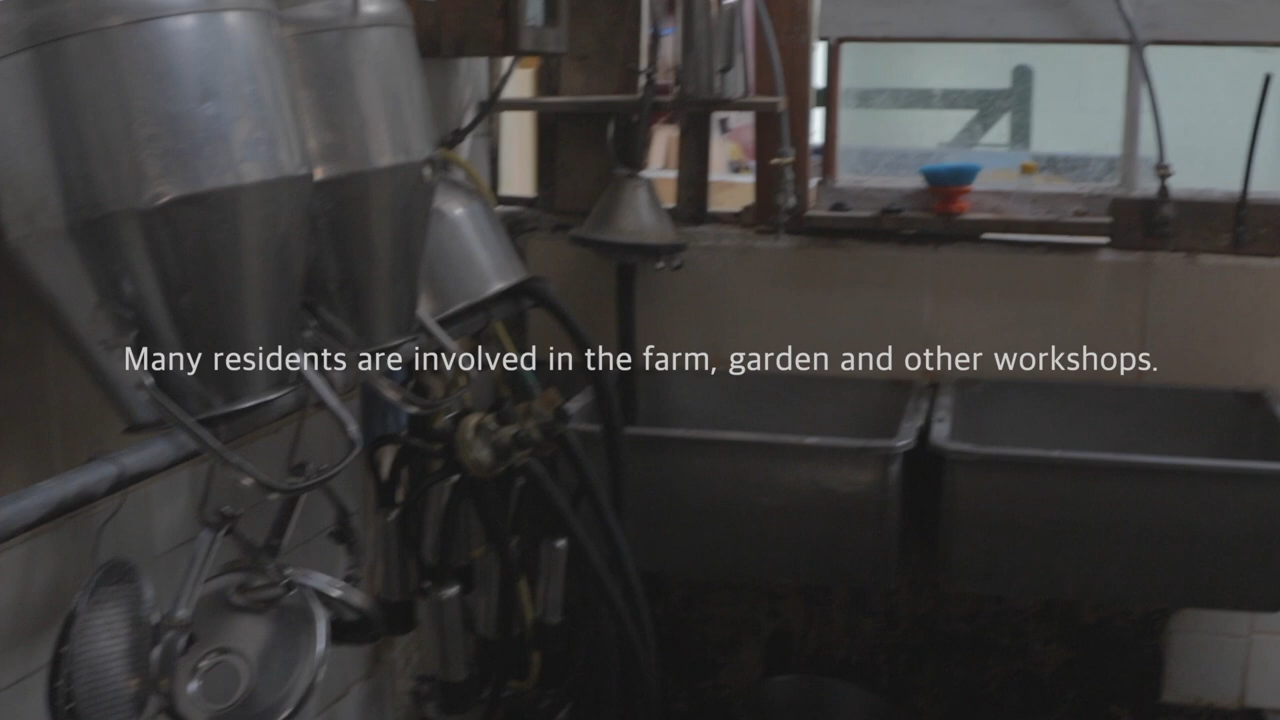 Many residents are involved in the farm, garden and other workshops.